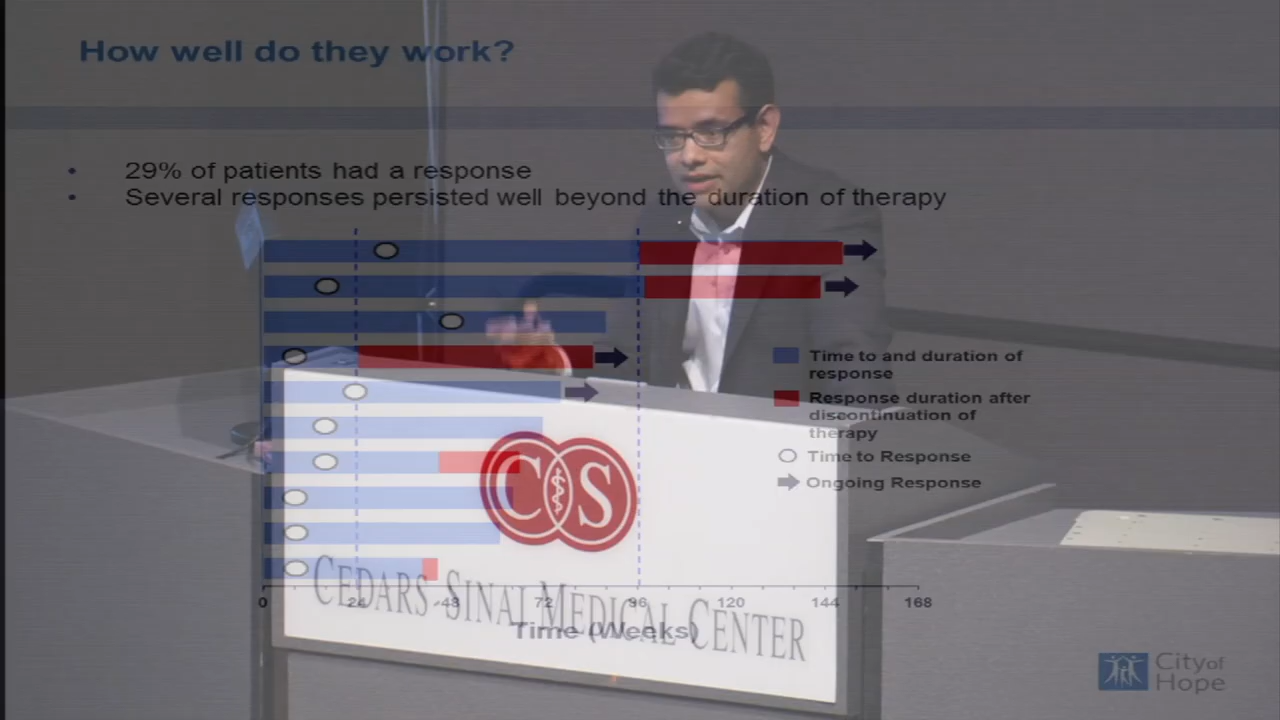 How well do they work?
• 29% of patients had a response
• Several responses persisted well beyond the duration of therapy
Time to and duration of
response
Response duration after
discontinuation of
therapy
Time to Response
Ongoing Response
CS
CEDARS-SINAI MEDICAL CENTER
0 24 48 72 96 120 144 168
Time (Weeks)
City of
Hope